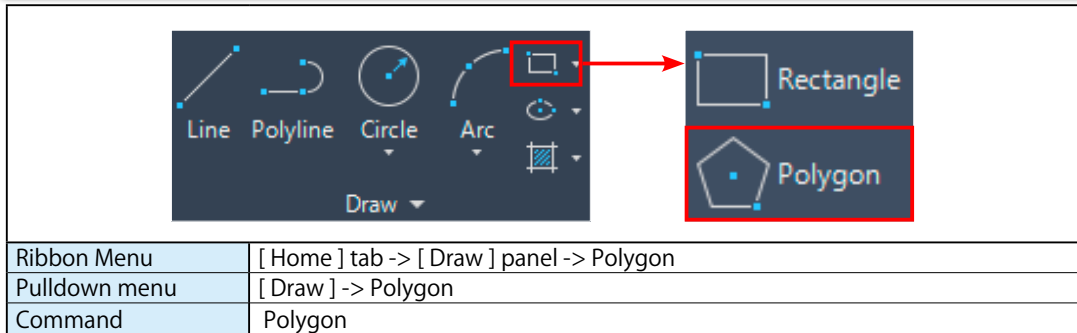 Rectangle
Line Polyline Circle Arc
Polygon
Draw
Ribbon Menu [ Home ] tab -> [ Draw ] panel -> Polygon
Pulldown menu [ Draw ] -> Polygon
Command Polygon